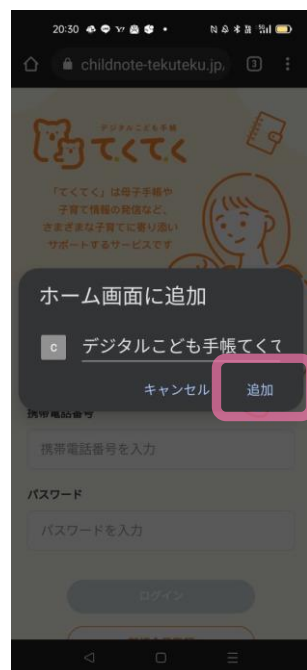 20:30
childnote-tekuteku.jp,
3
デジタルこども手帳
てくてく
「てくてく」は母子手帳や
子育て情報の発信など、
さまざまな子育てに寄り添い
サポートするサービスです
ホーム画面に追加
C
デジタルこども手帳てくて
キャンセル
追加
携帯電話番号
携帯電話番号を入力
パスワード
パスワードを入力
ログイン